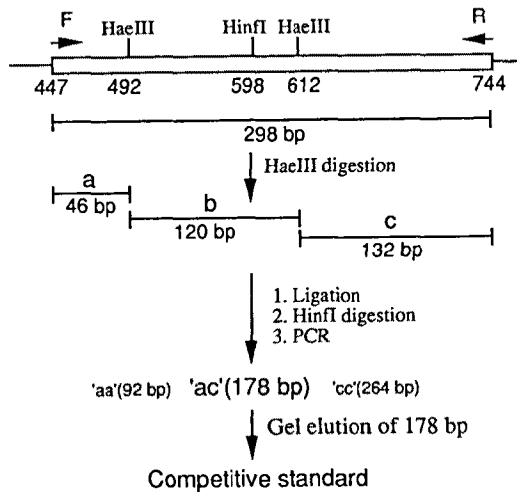 F HaeIII HinfI HaeIII R
447 492 598 612 744
298 bp
HaeIII digestion
a
46 bp
b
120 bp
c
132 bp
1. Ligation
2. HinfI digestion
3. PCR
'aa'(92 bp) 'ac'(178 bp) 'cc'(264 bp)
Gel elution of 178 bp
Competitive standard